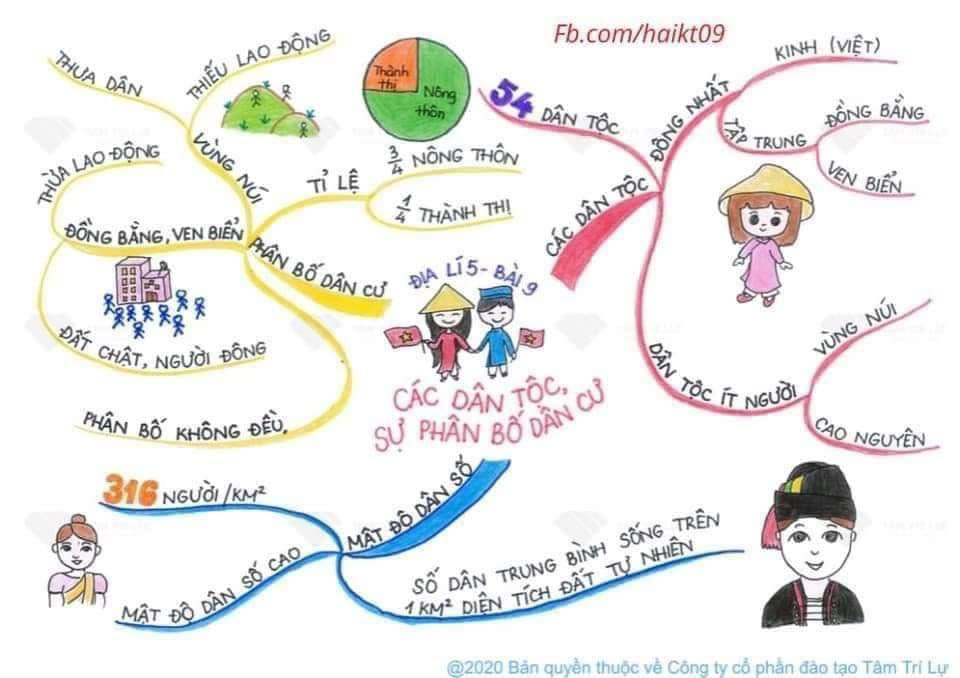 Fb.com/haikt09
ĐỊA LÍ 5 - BÀI 9
CÁC DÂN TỘC,
SỰ PHÂN BỐ DÂN CƯ
CÁC DÂN TỘC
54 DÂN TỘC
ĐÔNG NHẤT
KINH (VIỆT)
TẬP TRUNG
ĐỒNG BẰNG
VEN BIỂN
DÂN TỘC ÍT NGƯỜI
VÙNG NÚI
CAO NGUYÊN
MẬT ĐỘ DÂN SỐ
SỐ DÂN TRUNG BÌNH SỐNG TRÊN
1 KM² DIỆN TÍCH ĐẤT TỰ NHIÊN
MẬT ĐỘ DÂN SỐ CAO
316 NGƯỜI/KM²
PHÂN BỐ DÂN CƯ
PHÂN BỐ KHÔNG ĐỀU.
ĐỒNG BẰNG, VEN BIỂN
ĐẤT CHẬT, NGƯỜI ĐÔNG
THỪA LAO ĐỘNG
VÙNG NÚI
THƯA DÂN
THIẾU LAO ĐỘNG
TỈ LỆ
3/4 NÔNG THÔN
1/4 THÀNH THỊ
Thành
thị
Nông
thôn
@2020 Bản quyền thuộc về Công ty cổ phần đào tạo Tâm Trí Lự